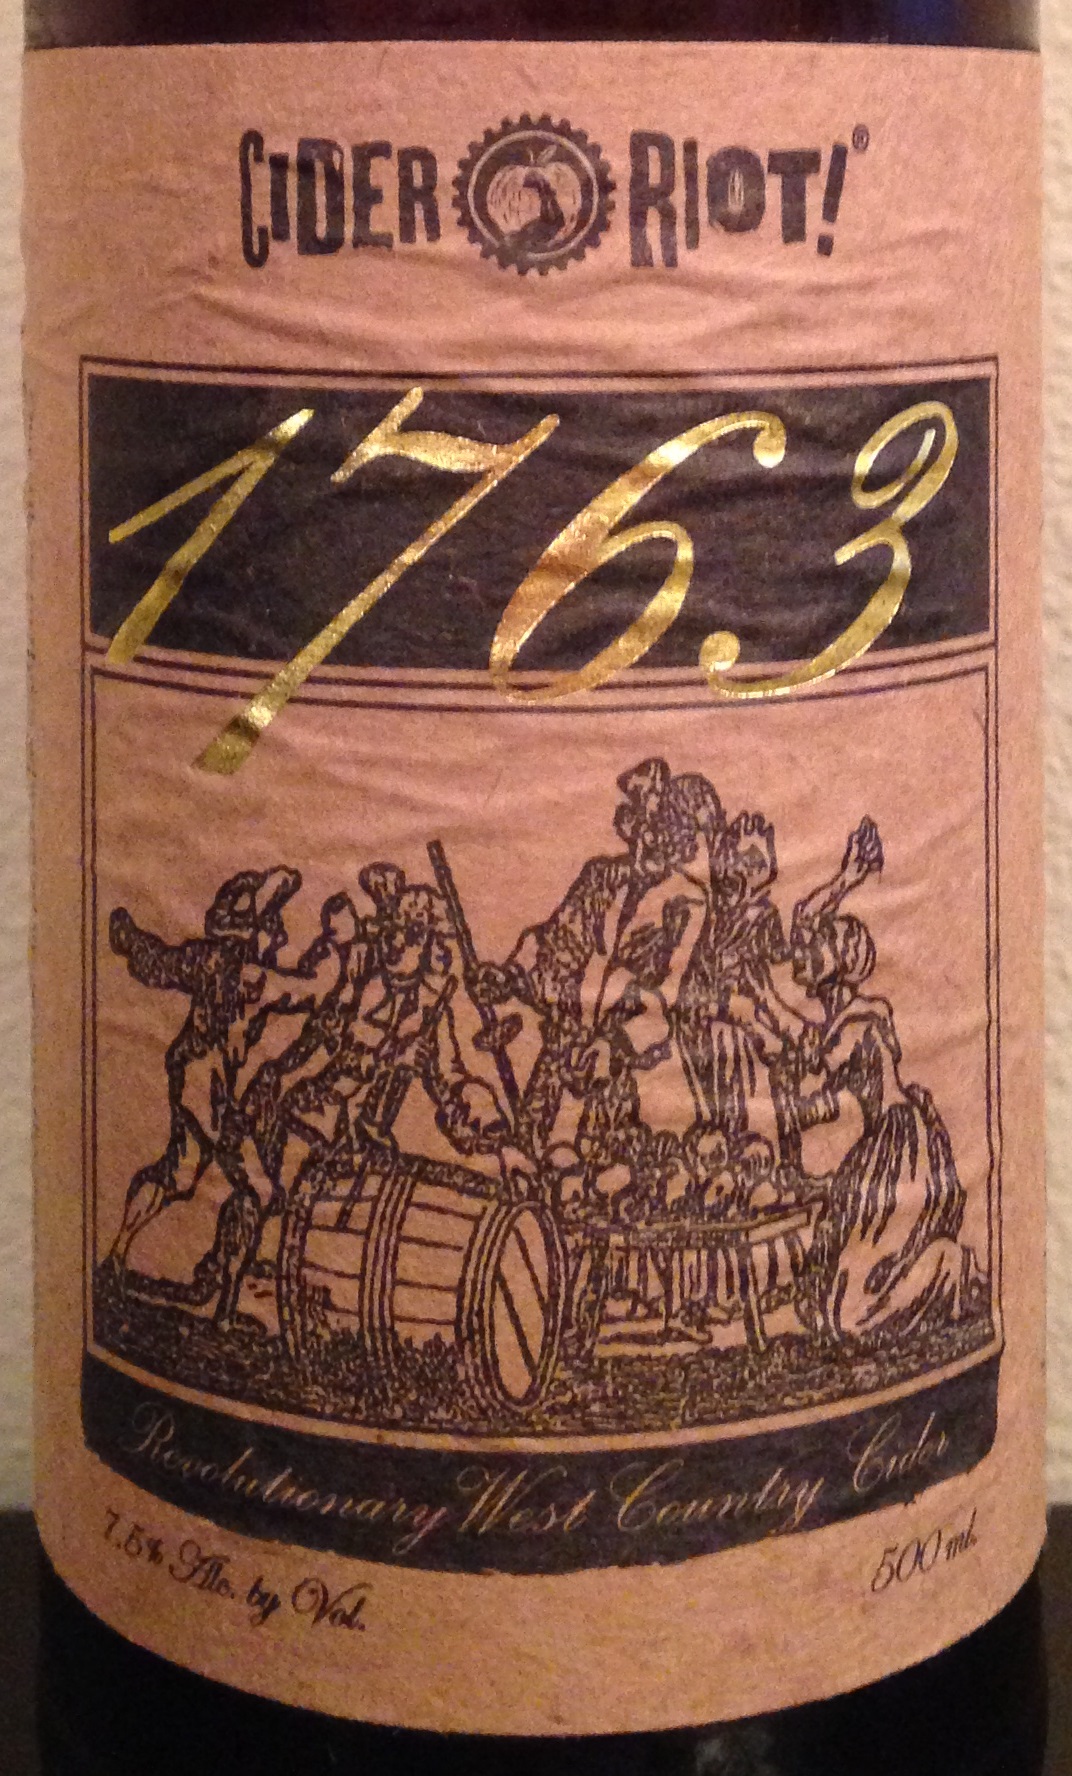 CIDER RIOT!®
1763
Revolutionary West Country Cider
7.5% Alc. by Vol.
500 ml.